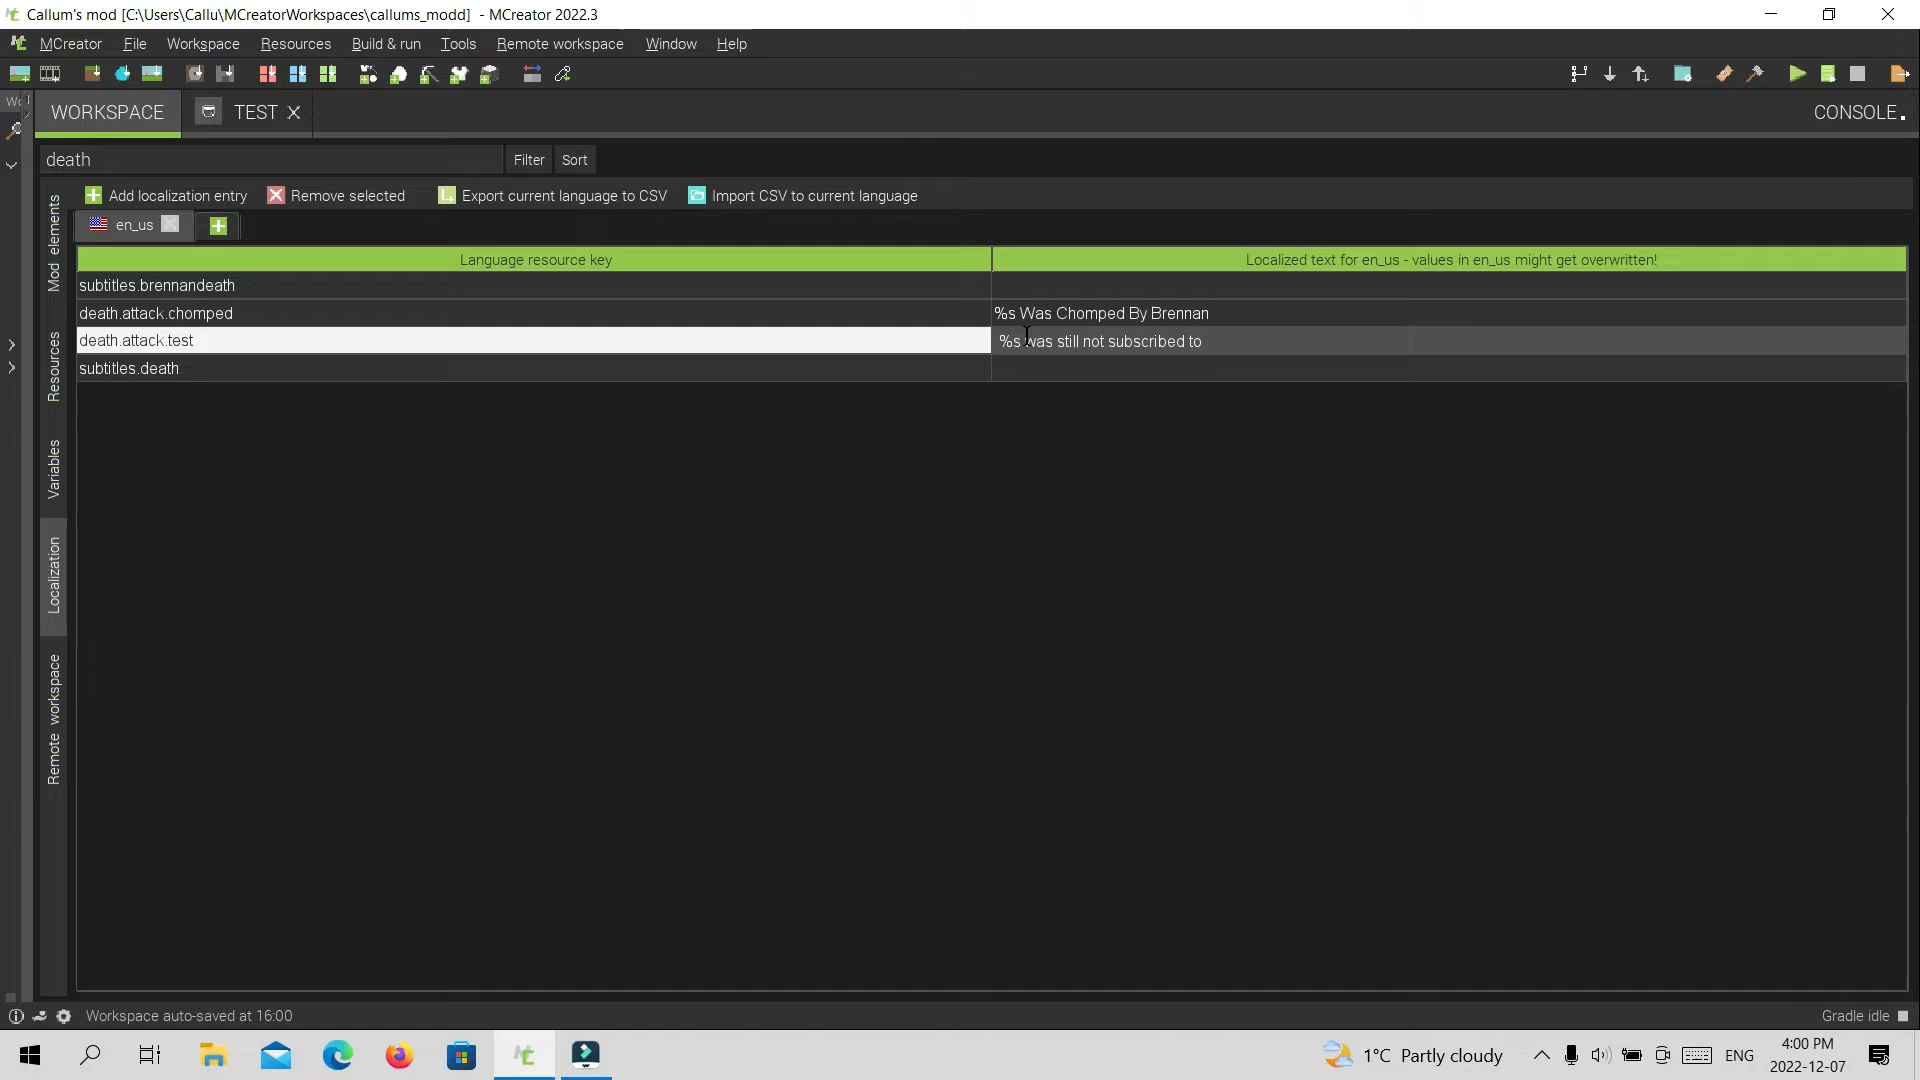 Callum's mod [C:\Users\Callu\MCreatorWorkspaces\callums_modd] - MCreator 2022.3
MCreator File Workspace Resources Build & run Tools Remote workspace Window Help
WORKSPACE TEST CONSOLE
death Filter Sort
Add localization entry Remove selected Export current language to CSV Import CSV to current language
en_us
Language resource key Localized text for en_us - values in en_us might get overwritten!
subtitles.brennandeath
death.attack.chomped %s Was Chomped By Brennan
death.attack.test %s was still not subscribed to
subtitles.death
Mod elements
Resources
Variables
Localization
Remote workspace
Workspace auto-saved at 16:00 Gradle idle
1°C Partly cloudy ENG 4:00 PM
2022-12-07